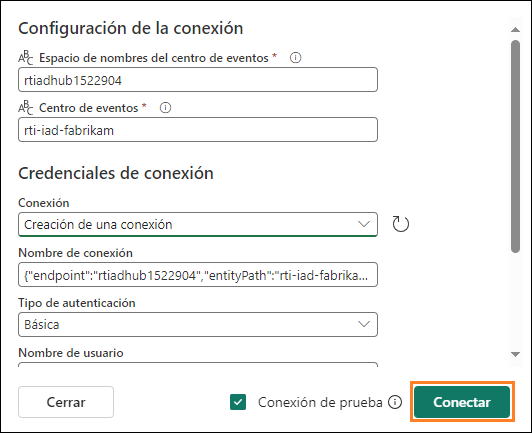 Configuración de la conexión
ABC Espacio de nombres del centro de eventos *
rtiadhub1522904
ABC Centro de eventos *
rti-iad-fabrikam
Credenciales de conexión
Conexión
Creación de una conexión
Nombre de conexión
{"endpoint":"rtiadhub1522904","entityPath":"rti-iad-fabrika...
Tipo de autenticación
Básica
Nombre de usuario
Cerrar
Conexión de prueba
Conectar